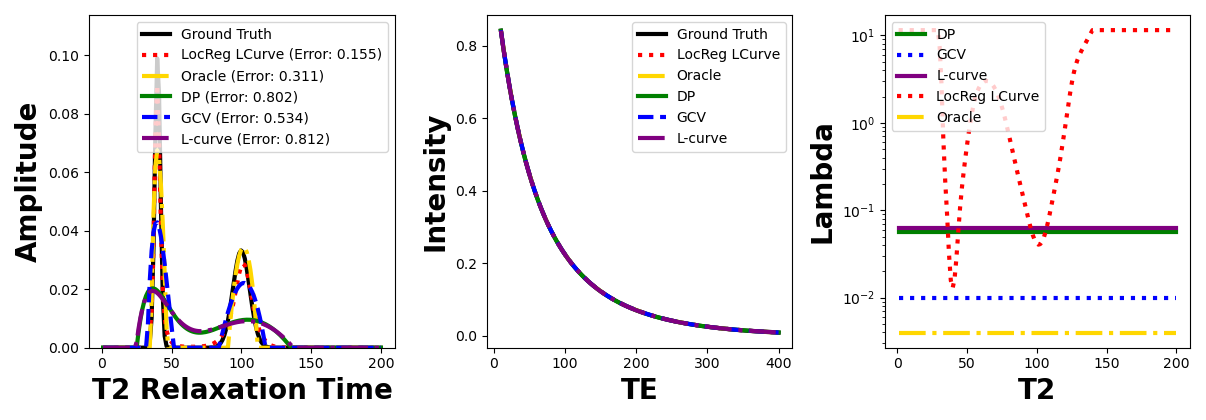 Amplitude
0.10
0.08
0.06
0.04
0.02
0.00
Ground Truth
LocReg LCurve (Error: 0.155)
Oracle (Error: 0.311)
DP (Error: 0.802)
GCV (Error: 0.534)
L-curve (Error: 0.812)
0 50 100 150 200
T2 Relaxation Time
Intensity
0.8
0.6
0.4
0.2
0.0
Ground Truth
LocReg LCurve
Oracle
DP
GCV
L-curve
0 100 200 300 400
TE
Lambda
10¹
10⁰
10⁻¹
10⁻²
DP
GCV
L-curve
LocReg LCurve
Oracle
0 50 100 150 200
T2